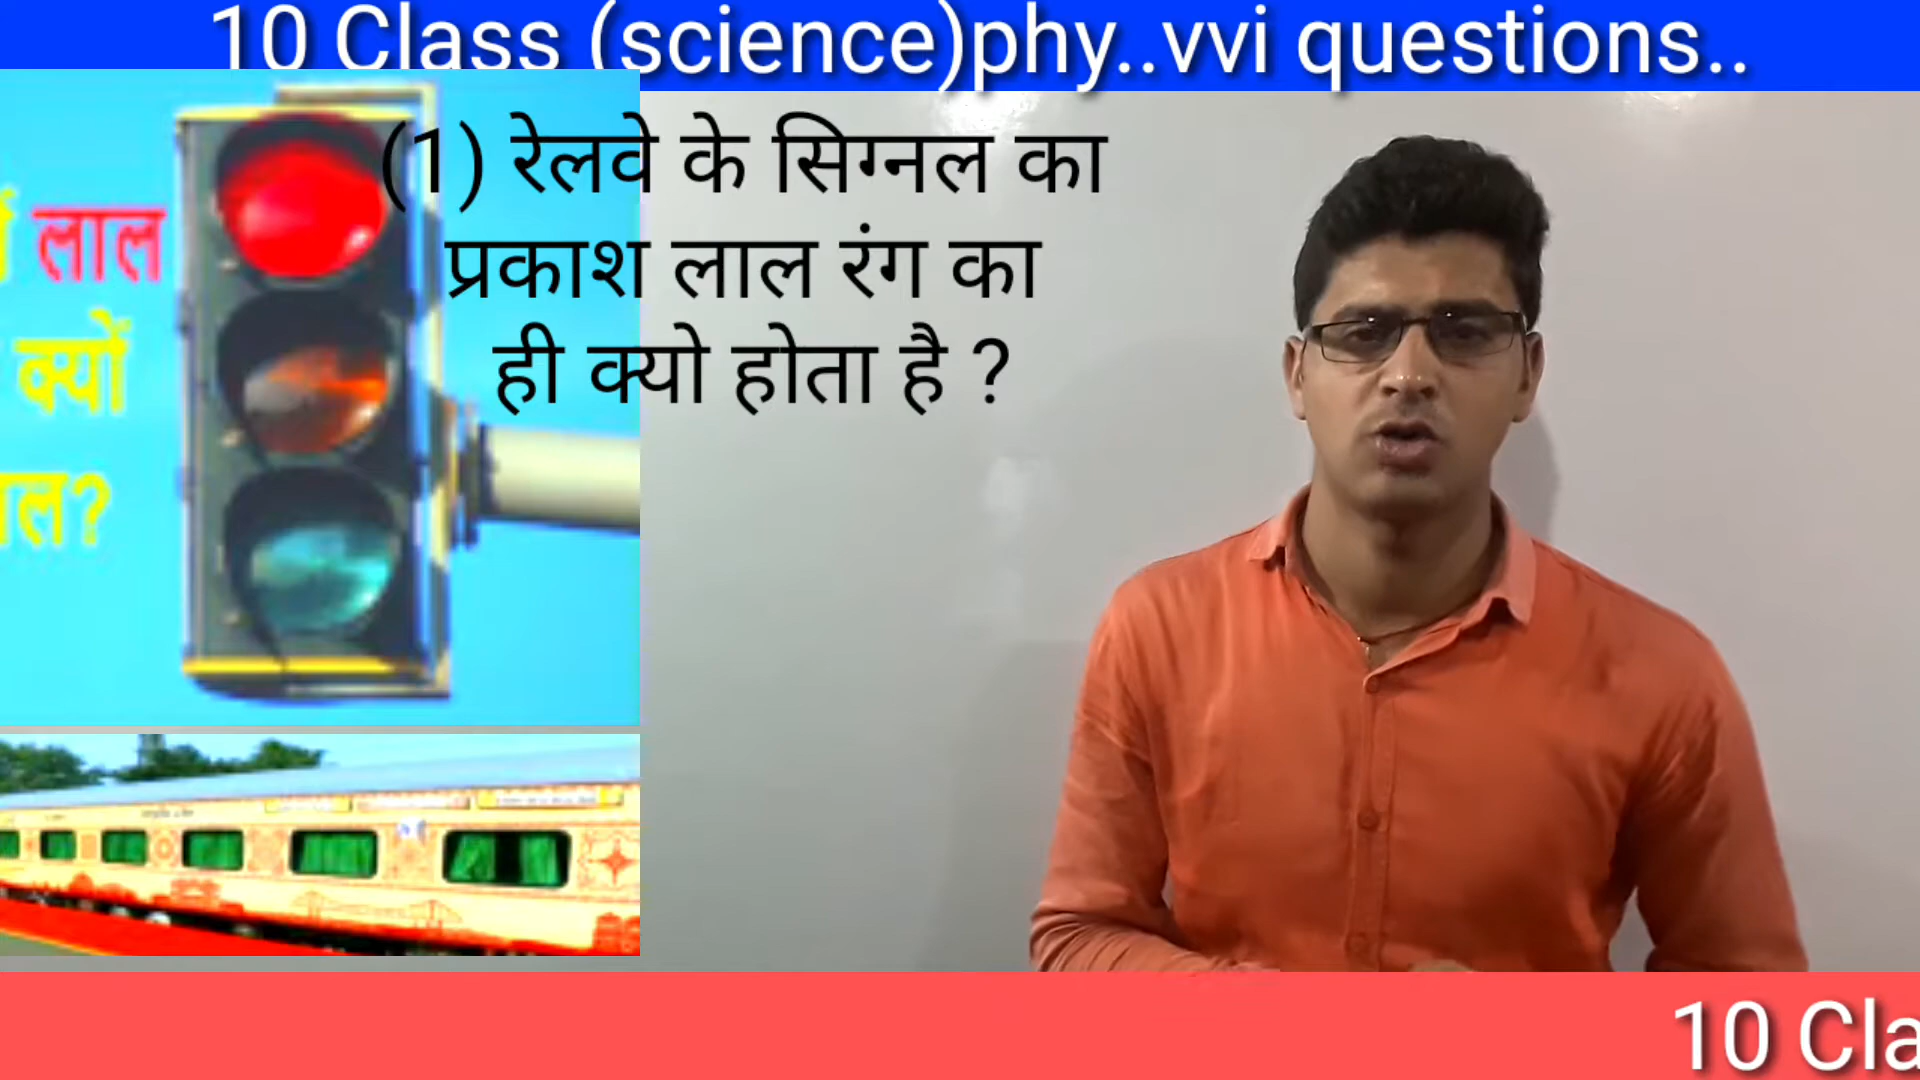 10 Class (science)phy..vvi questions..
(1) रेलवे के सिग्नल का
प्रकाश लाल रंग का
ही क्यो होता है ?
लाल
क्यों
10 Cla